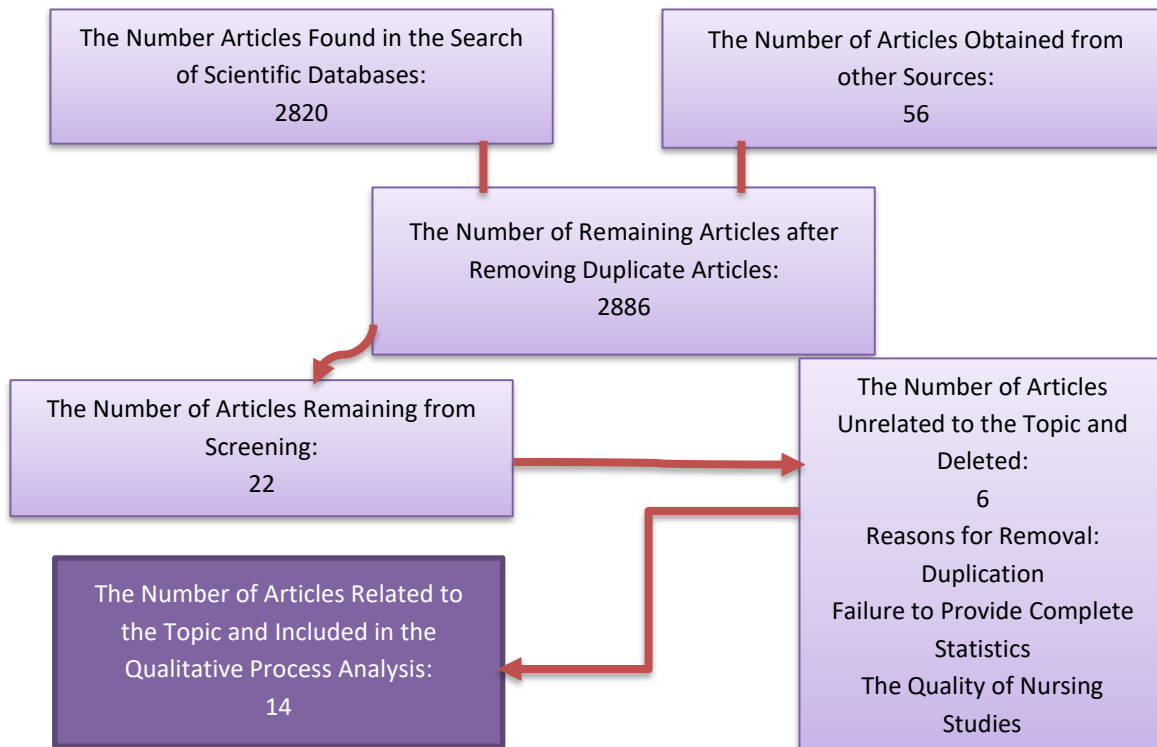 The Number Articles Found in the Search
of Scientific Databases:
2820
The Number of Articles Obtained from
other Sources:
56
The Number of Remaining Articles after
Removing Duplicate Articles:
2886
The Number of Articles Remaining from
Screening:
22
The Number of Articles
Unrelated to the Topic and
Deleted:
6
Reasons for Removal:
Duplication
Failure to Provide Complete
Statistics
The Quality of Nursing
Studies
The Number of Articles Related to
the Topic and Included in the
Qualitative Process Analysis:
14